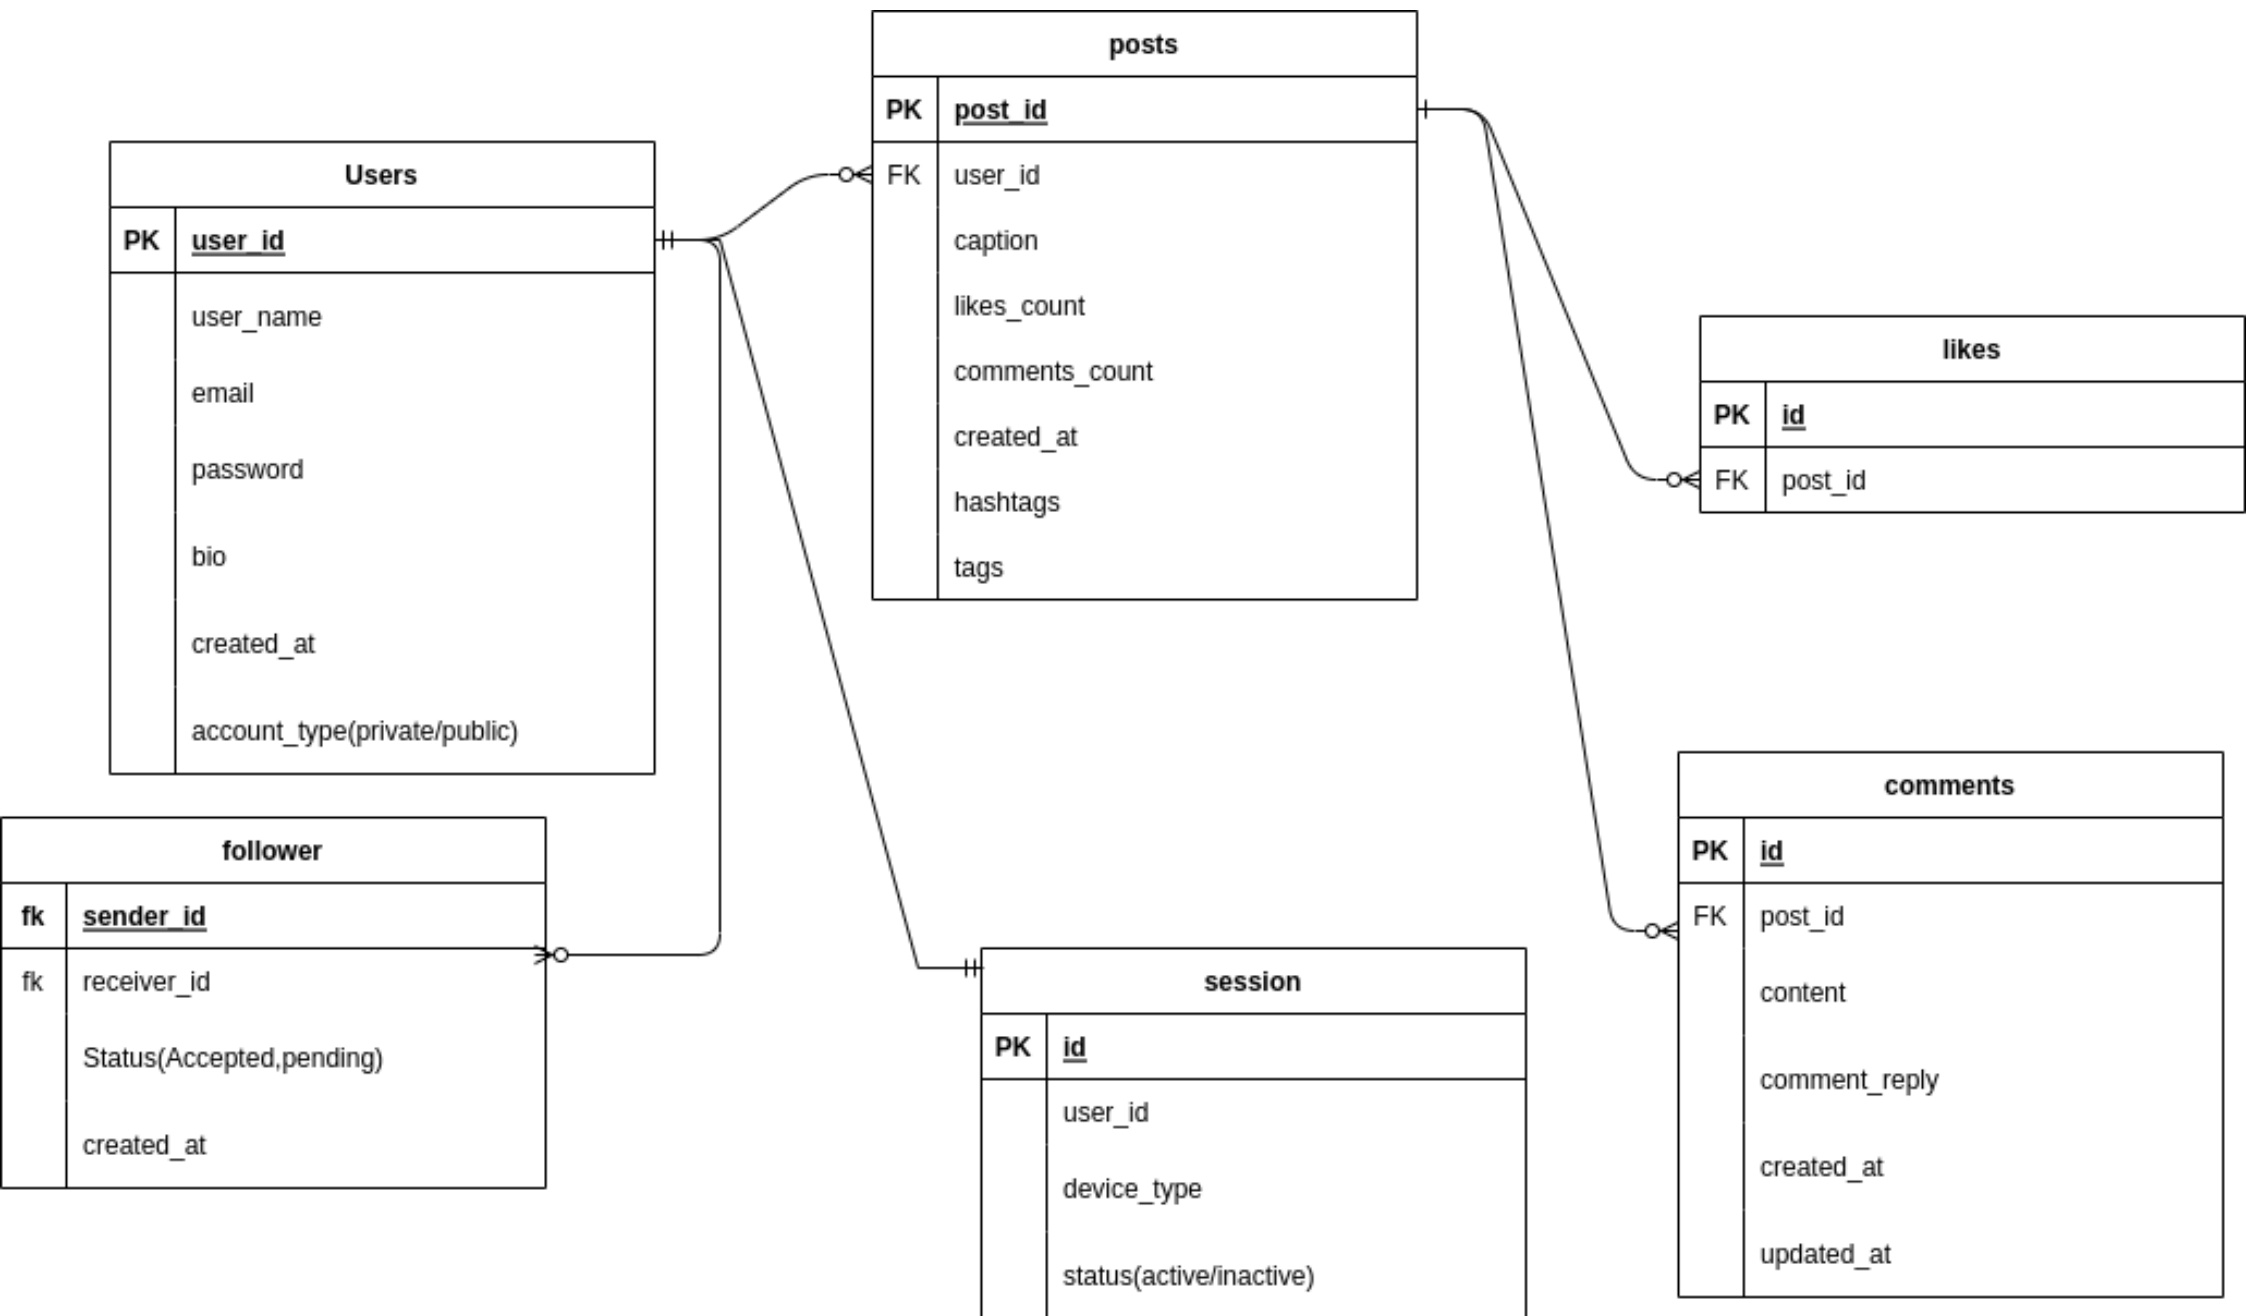 posts
PK post_id
FK user_id
caption
likes_count
comments_count
created_at
hashtags
tags
Users
PK user_id
user_name
email
password
bio
created_at
account_type(private/public)
likes
PK id
FK post_id
follower
fk sender_id
fk receiver_id
Status(Accepted,pending)
created_at
session
PK id
user_id
device_type
status(active/inactive)
comments
PK id
FK post_id
content
comment_reply
created_at
updated_at